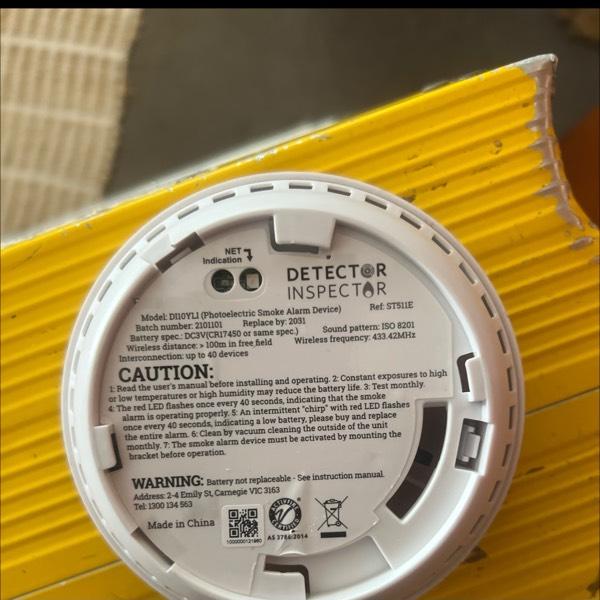 NET
Indication
DETECTOR
INSPECTOR
Model: DI10YLI (Photoelectric Smoke Alarm Device) Ref: ST511E
Batch number: 2101101 Replace by: 2031
Battery spec.: DC3V(CR17450 or same spec.) Sound pattern: ISO 8201
Wireless distance: > 100m in free field Wireless frequency: 433.42MHz
Interconnection: up to 40 devices
CAUTION:
1: Read the user's manual before installing and operating. 2: Constant exposures to high
or low temperatures or high humidity may reduce the battery life. 3: Test monthly.
4: The red LED flashes once every 40 seconds, indicating that the smoke
alarm is operating properly. 5: An intermittent "chirp" with red LED flashes
once every 40 seconds, indicating a low battery, please buy and replace
the entire alarm. 6: Clean by vacuum cleaning the outside of the unit
monthly. 7: The smoke alarm device must be activated by mounting the
bracket before operation.
WARNING: Battery not replaceable - See instruction manual.
Address: 2-4 Emily St, Carnegie VIC 3163
Tel: 1300 134 563
Made in China
AS 3786:2014